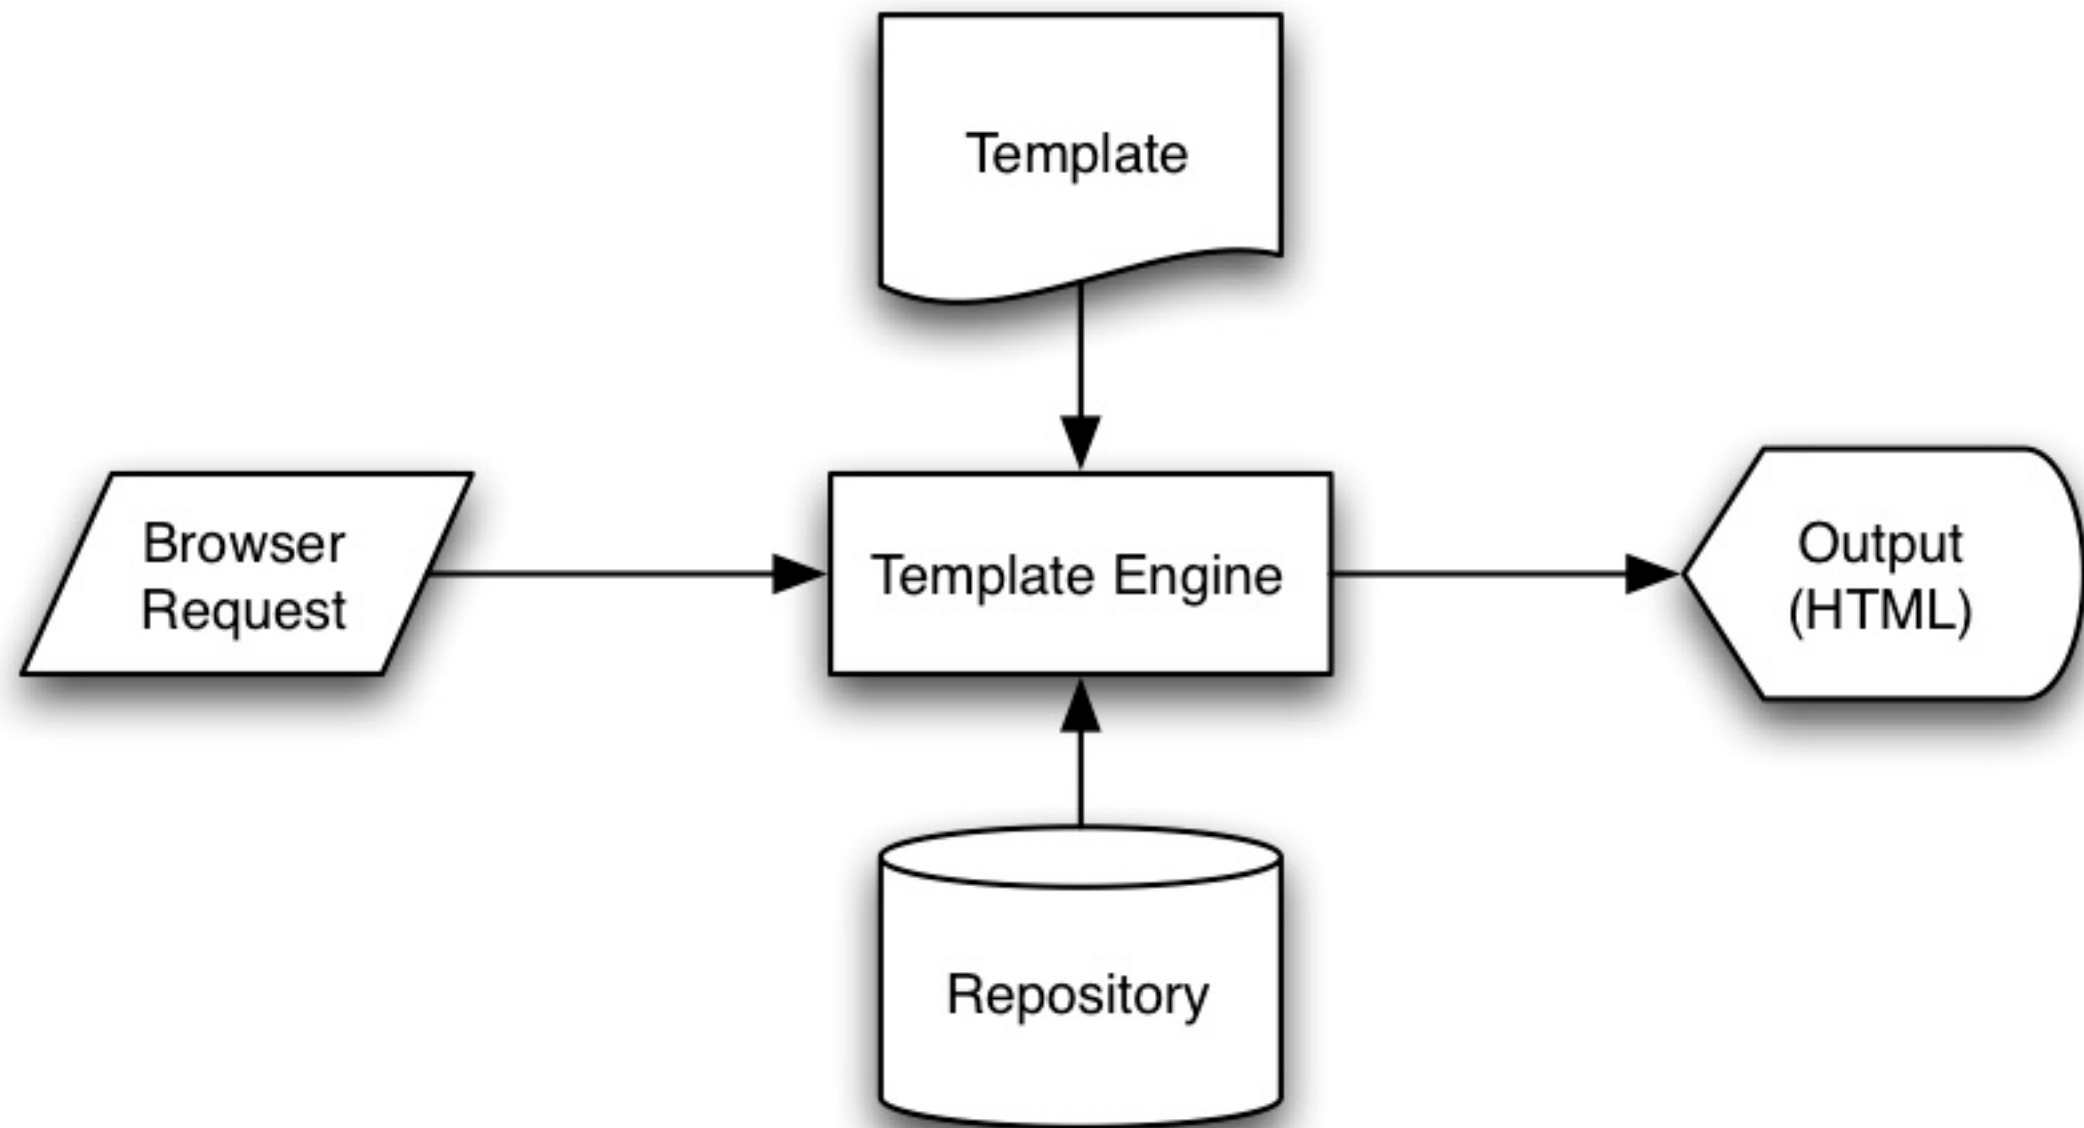 Template
Browser
Request
Template Engine
Output
(HTML)
Repository